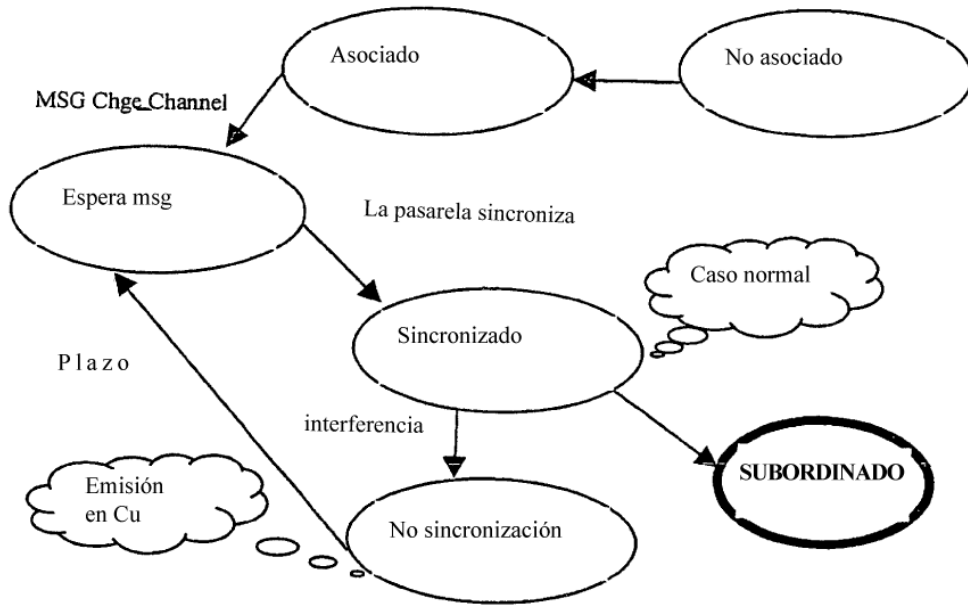 Asociado
No asociado
MSG Chge_Channel
Espera msg
La pasarela sincroniza
Caso normal
Sincronizado
Plazo
interferencia
SUBORDINADO
Emisión
en Cu
No sincronización